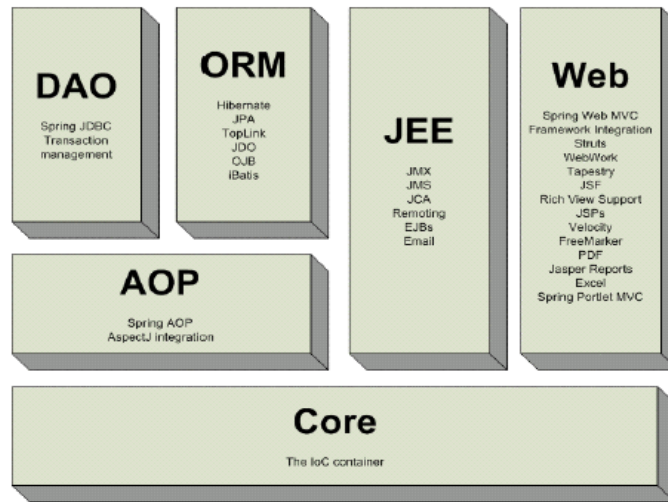 DAO
Spring JDBC
Transaction
management
ORM
Hibernate
JPA
TopLink
JDO
OJB
iBatis
JEE
JMX
JMS
JCA
Remoting
EJBs
Email
Web
Spring Web MVC
Framework Integration
Struts
WebWork
Tapestry
JSF
Rich View Support
JSPs
Velocity
FreeMarker
PDF
Jasper Reports
Excel
Spring Portlet MVC
AOP
Spring AOP
AspectJ integration
Core
The IoC container